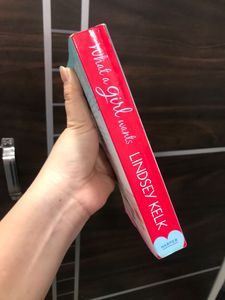 What a girl wants
LINDSEY KELK
HARPER